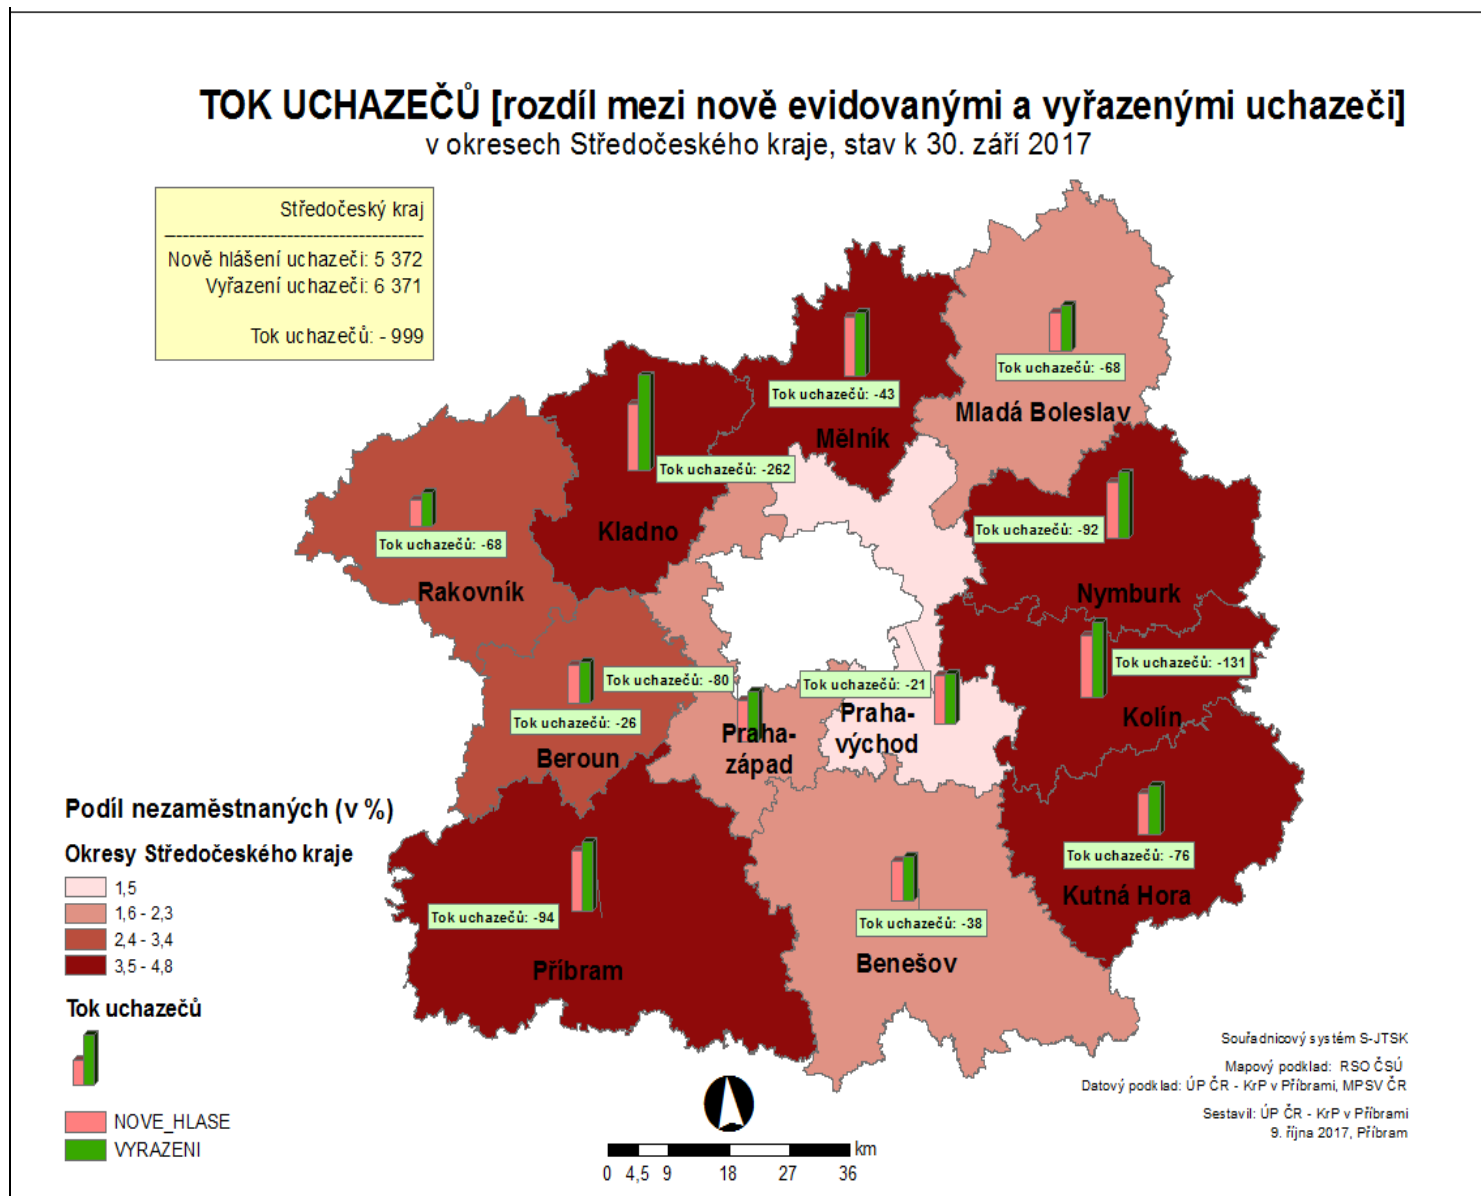 TOK UCHAZEČŮ [rozdíl mezi nově evidovanými a vyřazenými uchazeči]
v okresech Středočeského kraje, stav k 30. září 2017
Středočeský kraj
Nově hlášení uchazeči: 5 372
Vyřazení uchazeči: 6 371
Tok uchazečů: - 999
Tok uchazečů: -68
Mladá Boleslav
Tok uchazečů: -43
Mělník
Tok uchazečů: -262
Kladno
Tok uchazečů: -92
Nymburk
Tok uchazečů: -68
Rakovník
Tok uchazečů: -131
Kolín
Tok uchazečů: -80
Praha-
západ
Tok uchazečů: -21
Praha-
východ
Tok uchazečů: -26
Beroun
Tok uchazečů: -76
Kutná Hora
Tok uchazečů: -94
Příbram
Tok uchazečů: -38
Benešov
Podíl nezaměstnaných (v %)
Okresy Středočeského kraje
1,5
1,6 - 2,3
2,4 - 3,4
3,5 - 4,8
Tok uchazečů
NOVE_HLASE
VYRAZENI
km
0 4,5 9 18 27 36
Souřadnicový systém S-JTSK
Mapový podklad: RSO ČSÚ
Datový podklad: ÚP ČR - KrP v Příbrami, MPSV ČR
Sestavil: ÚP ČR - KrP v Příbrami
9. října 2017, Příbram